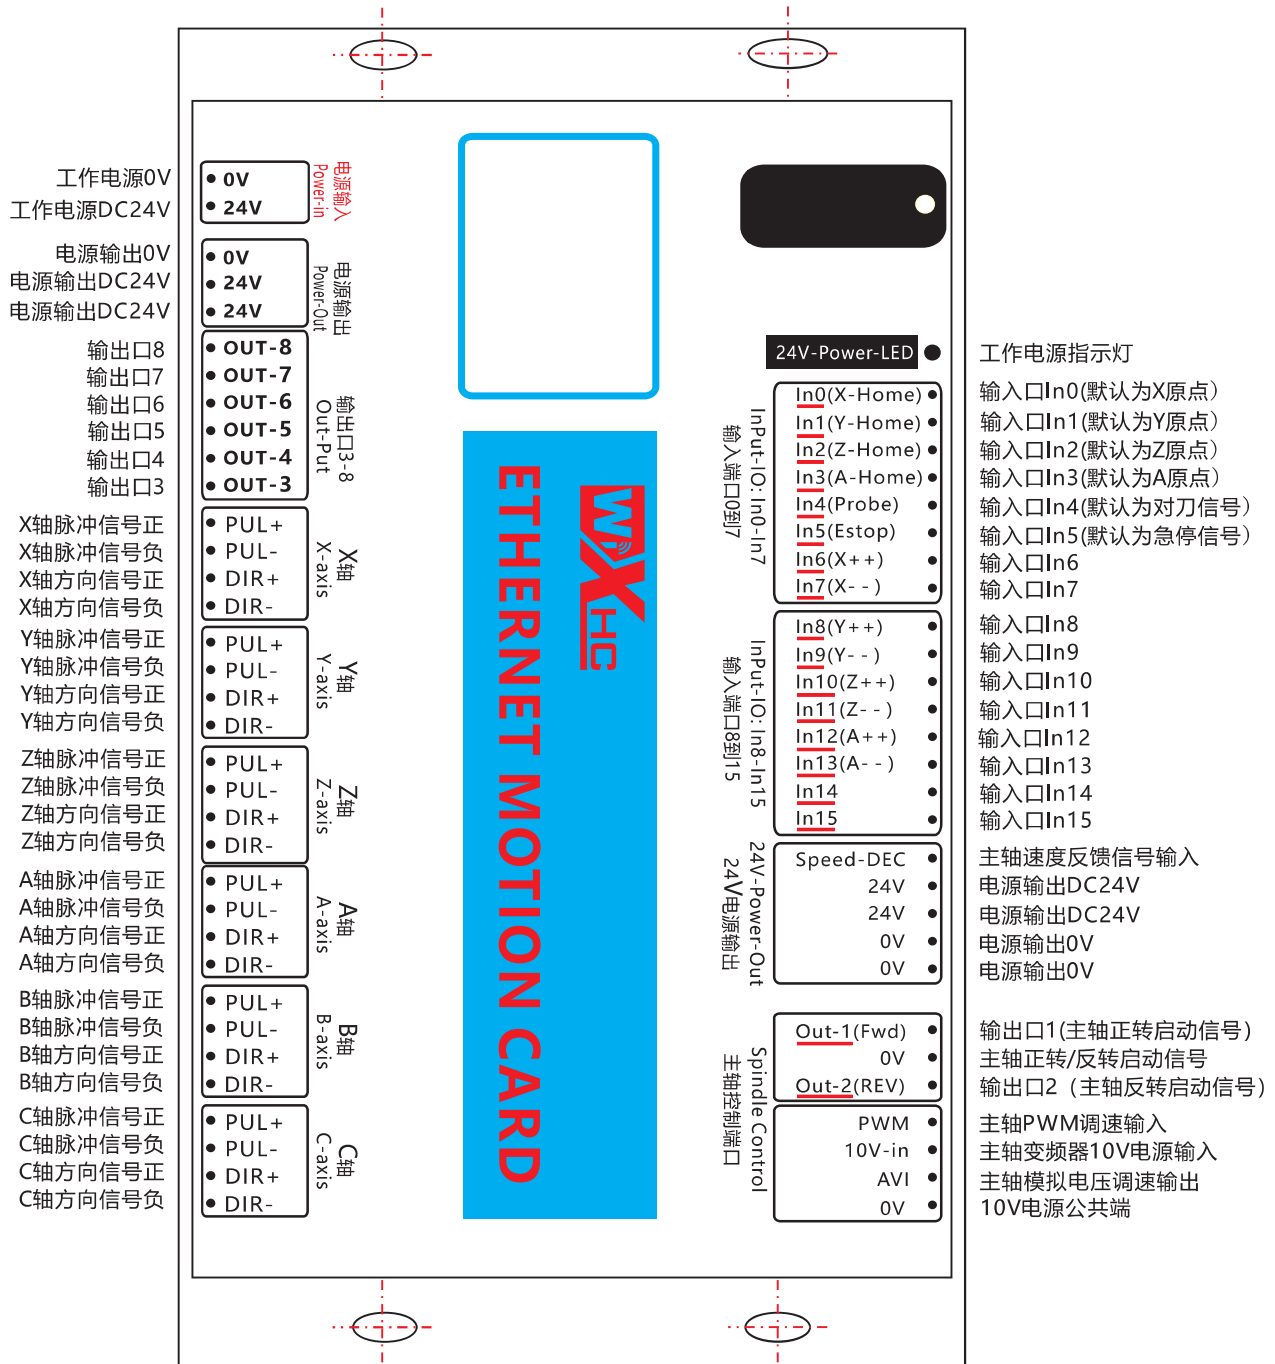 工作电源0V
工作电源DC24V
0V
24V
电源输入
Power-in
电源输出0V
电源输出DC24V
电源输出DC24V
0V
24V
24V
电源输出
Power-Out
输出口8
输出口7
输出口6
输出口5
输出口4
输出口3
OUT-8
OUT-7
OUT-6
OUT-5
OUT-4
OUT-3
输出口3-8
Out-Put
X轴脉冲信号正
X轴脉冲信号负
X轴方向信号正
X轴方向信号负
PUL+
PUL-
DIR+
DIR-
X轴
X-axis
Y轴脉冲信号正
Y轴脉冲信号负
Y轴方向信号正
Y轴方向信号负
PUL+
PUL-
DIR+
DIR-
Y轴
Y-axis
Z轴脉冲信号正
Z轴脉冲信号负
Z轴方向信号正
Z轴方向信号负
PUL+
PUL-
DIR+
DIR-
Z轴
Z-axis
A轴脉冲信号正
A轴脉冲信号负
A轴方向信号正
A轴方向信号负
PUL+
PUL-
DIR+
DIR-
A轴
A-axis
B轴脉冲信号正
B轴脉冲信号负
B轴方向信号正
B轴方向信号负
PUL+
PUL-
DIR+
DIR-
B轴
B-axis
C轴脉冲信号正
C轴脉冲信号负
C轴方向信号正
C轴方向信号负
PUL+
PUL-
DIR+
DIR-
C轴
C-axis
WXHC
ETHERNET MOTION CARD
24V-Power-LED
工作电源指示灯
InPut-IO: In0-In7
输入端口0到7
In0(X-Home)
In1(Y-Home)
In2(Z-Home)
In3(A-Home)
In4(Probe)
In5(Estop)
In6(X++)
In7(X--)
输入口In0(默认为X原点）
输入口In1(默认为Y原点）
输入口In2(默认为Z原点）
输入口In3(默认为A原点）
输入口In4(默认为对刀信号）
输入口In5(默认为急停信号）
输入口In6
输入口In7
InPut-IO: In8-In15
输入端口8到15
In8(Y++)
In9(Y--)
In10(Z++)
In11(Z--)
In12(A++)
In13(A--)
In14
In15
输入口In8
输入口In9
输入口In10
输入口In11
输入口In12
输入口In13
输入口In14
输入口In15
24V-Power-Out
24V电源输出
Speed-DEC
24V
24V
0V
0V
主轴速度反馈信号输入
电源输出DC24V
电源输出DC24V
电源输出0V
电源输出0V
Spindle Control
主轴控制端口
Out-1(Fwd)
0V
Out-2(REV)
输出口1(主轴正转启动信号)
主轴正转/反转启动信号
输出口2（主轴反转启动信号)
PWM
10V-in
AVI
0V
主轴PWM调速输入
主轴变频器10V电源输入
主轴模拟电压调速输出
10V电源公共端